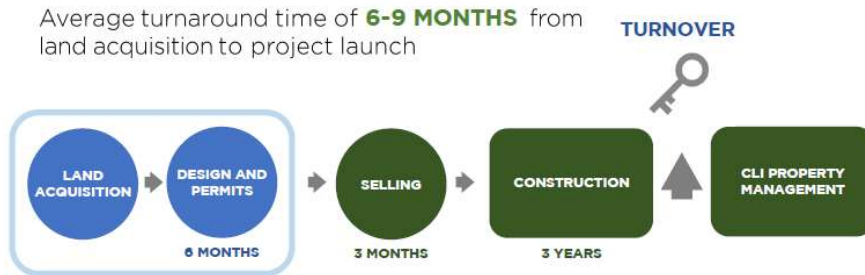 Average turnaround time of 6-9 MONTHS from
land acquisition to project launch
TURNOVER
LAND
ACQUISITION
DESIGN AND
PERMITS
SELLING
CONSTRUCTION
CLI PROPERTY
MANAGEMENT
6 MONTHS
3 MONTHS
3 YEARS